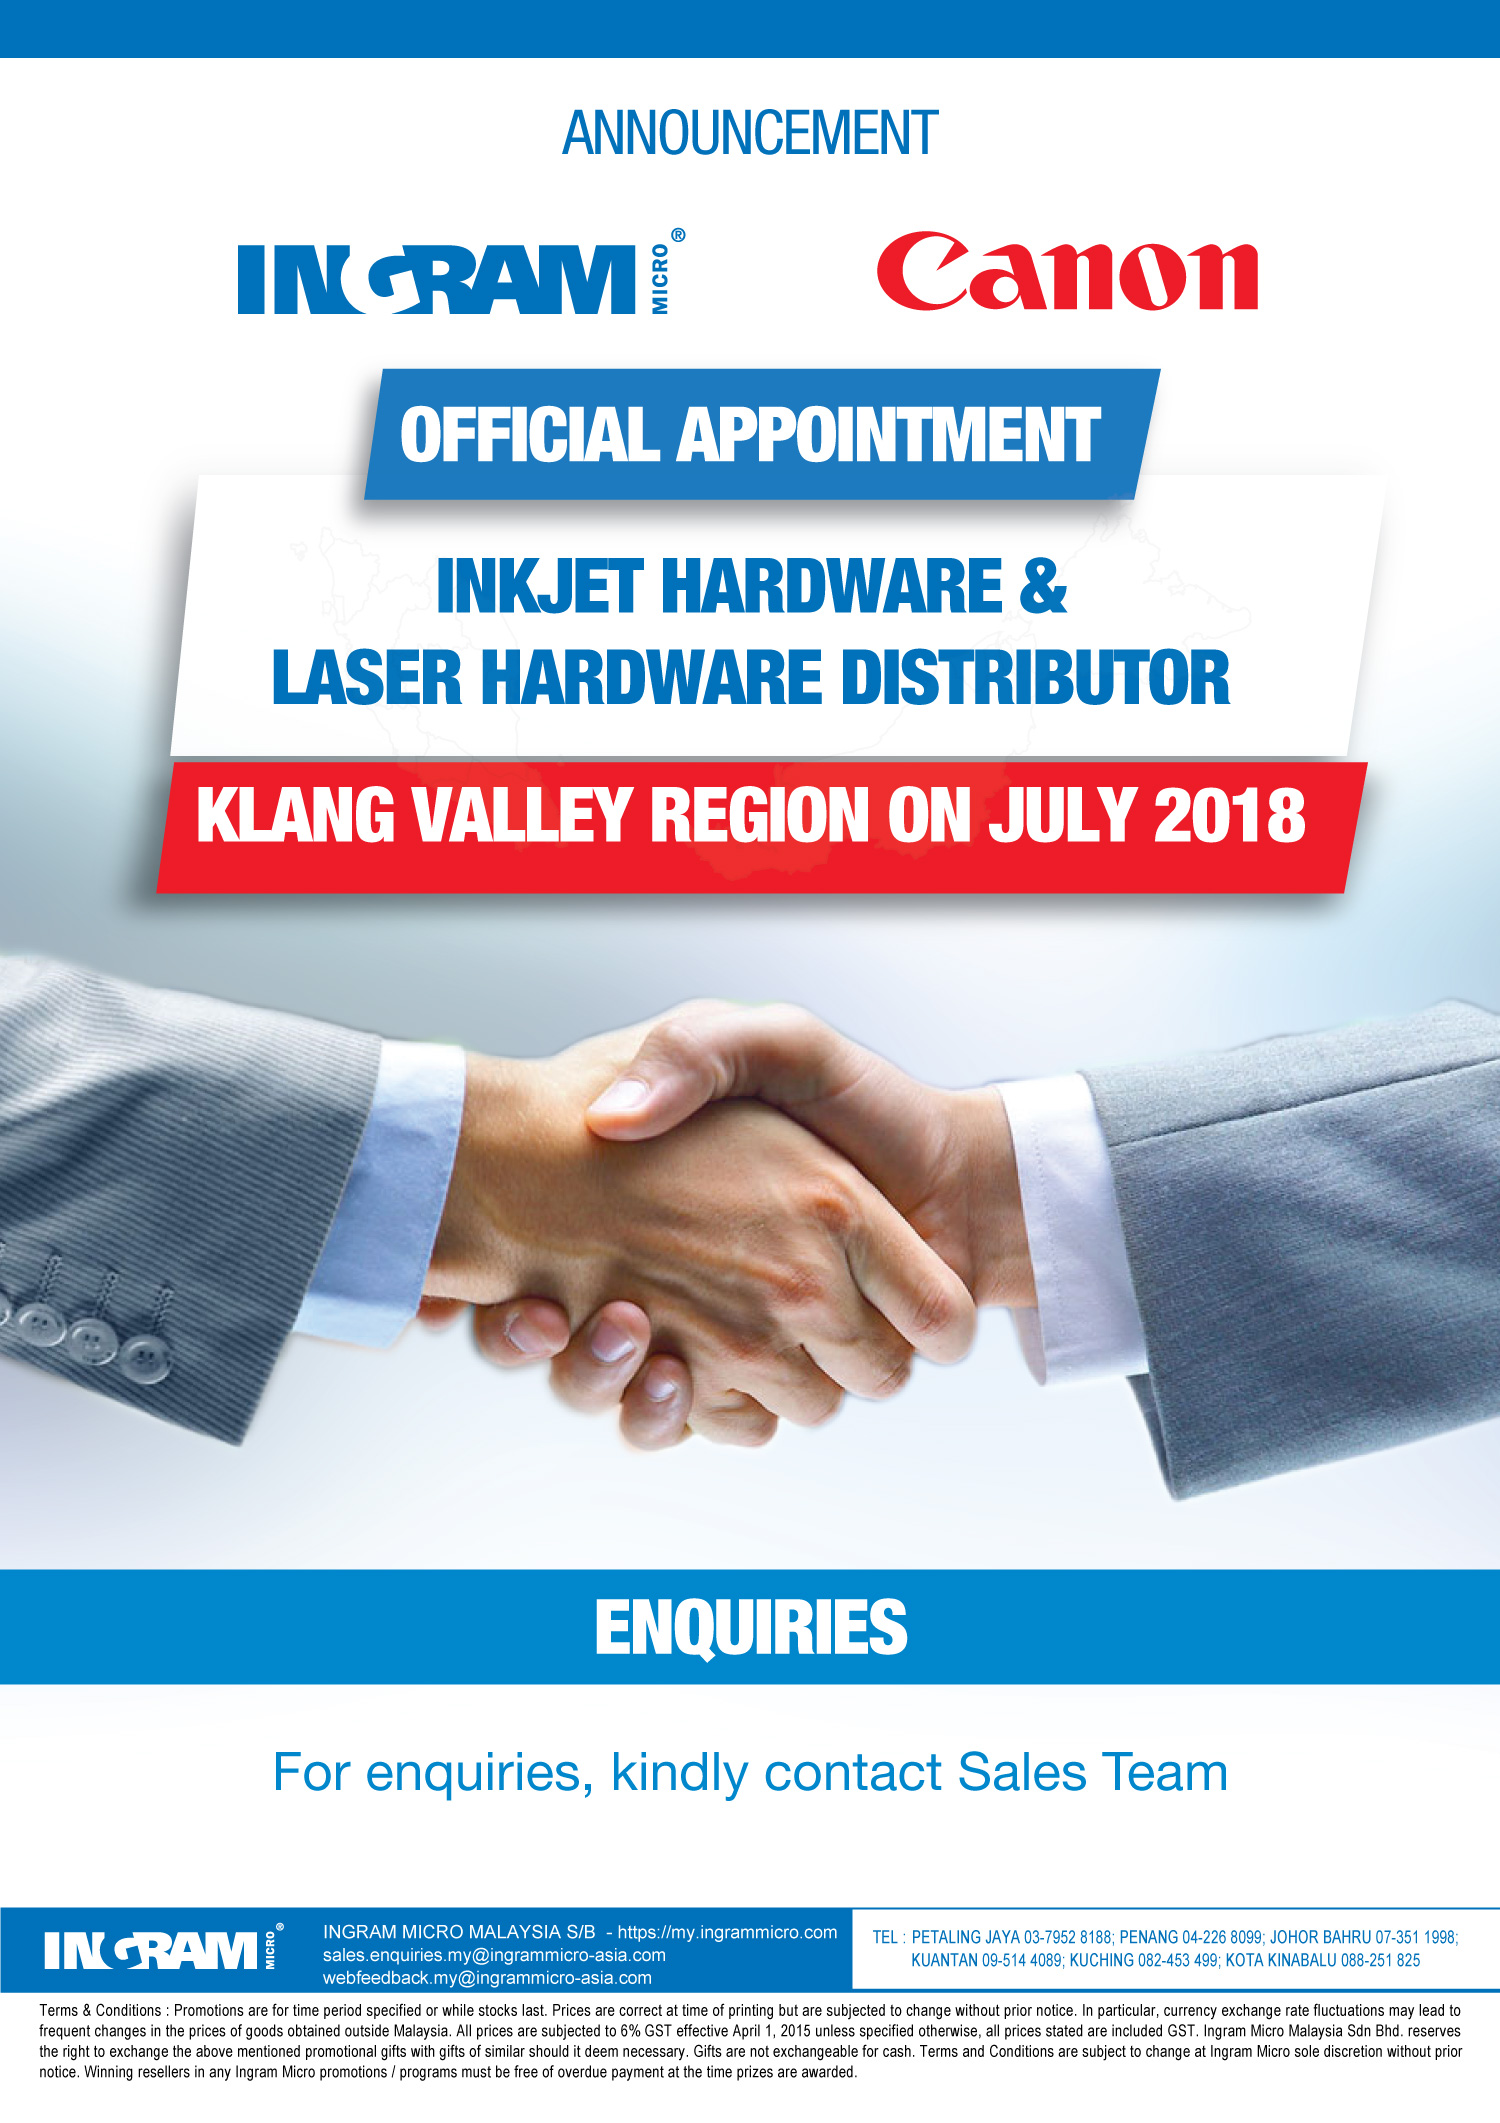 ANNOUNCEMENT
INGRAM MICRO®
Canon
OFFICIAL APPOINTMENT
INKJET HARDWARE &
LASER HARDWARE DISTRIBUTOR
KLANG VALLEY REGION ON JULY 2018
ENQUIRIES
For enquiries, kindly contact Sales Team
INGRAM MICRO®
INGRAM MICRO MALAYSIA S/B - https://my.ingrammicro.com
sales.enquiries.my@ingrammicro-asia.com
webfeedback.my@ingrammicro-asia.com
TEL : PETALING JAYA 03-7952 8188; PENANG 04-226 8099; JOHOR BAHRU 07-351 1998;
KUANTAN 09-514 4089; KUCHING 082-453 499; KOTA KINABALU 088-251 825
Terms & Conditions : Promotions are for time period specified or while stocks last. Prices are correct at time of printing but are subjected to change without prior notice. In particular, currency exchange rate fluctuations may lead to
frequent changes in the prices of goods obtained outside Malaysia. All prices are subjected to 6% GST effective April 1, 2015 unless specified otherwise, all prices stated are included GST. Ingram Micro Malaysia Sdn Bhd. reserves
the right to exchange the above mentioned promotional gifts with gifts of similar should it deem necessary. Gifts are not exchangeable for cash. Terms and Conditions are subject to change at Ingram Micro sole discretion without prior
notice. Winning resellers in any Ingram Micro promotions / programs must be free of overdue payment at the time prizes are awarded.